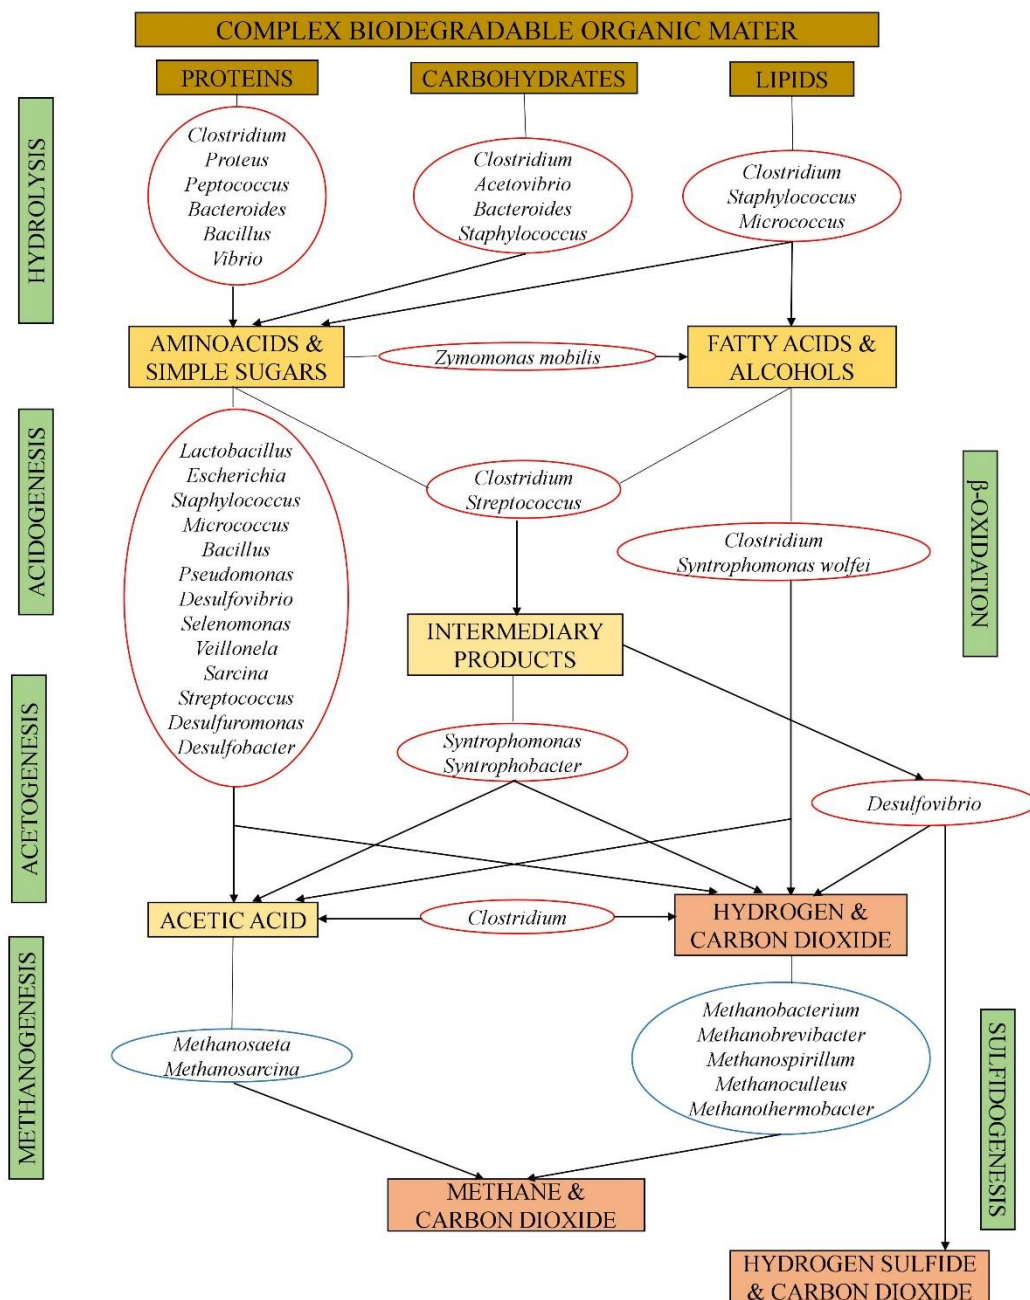 COMPLEX BIODEGRADABLE ORGANIC MATER
PROTEINS
CARBOHYDRATES
LIPIDS
HYDROLYSIS
Clostridium
Proteus
Peptococcus
Bacteroides
Bacillus
Vibrio
Clostridium
Acetovibrio
Bacteroides
Staphylococcus
Clostridium
Staphylococcus
Micrococcus
AMINOACIDS &
SIMPLE SUGARS
Zymomonas mobilis
FATTY ACIDS &
ALCOHOLS
ACIDOGENESIS
Lactobacillus
Escherichia
Staphylococcus
Micrococcus
Bacillus
Pseudomonas
Desulfovibrio
Selenomonas
Veillonela
Sarcina
Streptococcus
Desulfuromonas
Desulfobacter
Clostridium
Streptococcus
Clostridium
Syntrophomonas wolfei
β-OXIDATION
INTERMEDIARY
PRODUCTS
ACETOGENESIS
Syntrophomonas
Syntrophobacter
Desulfovibrio
ACETIC ACID
Clostridium
HYDROGEN &
CARBON DIOXIDE
METHANOGENESIS
Methanosaeta
Methanosarcina
Methanobacterium
Methanobrevibacter
Methanospirillum
Methanoculleus
Methanothermobacter
SULFIDOGENESIS
METHANE &
CARBON DIOXIDE
HYDROGEN SULFIDE
& CARBON DIOXIDE